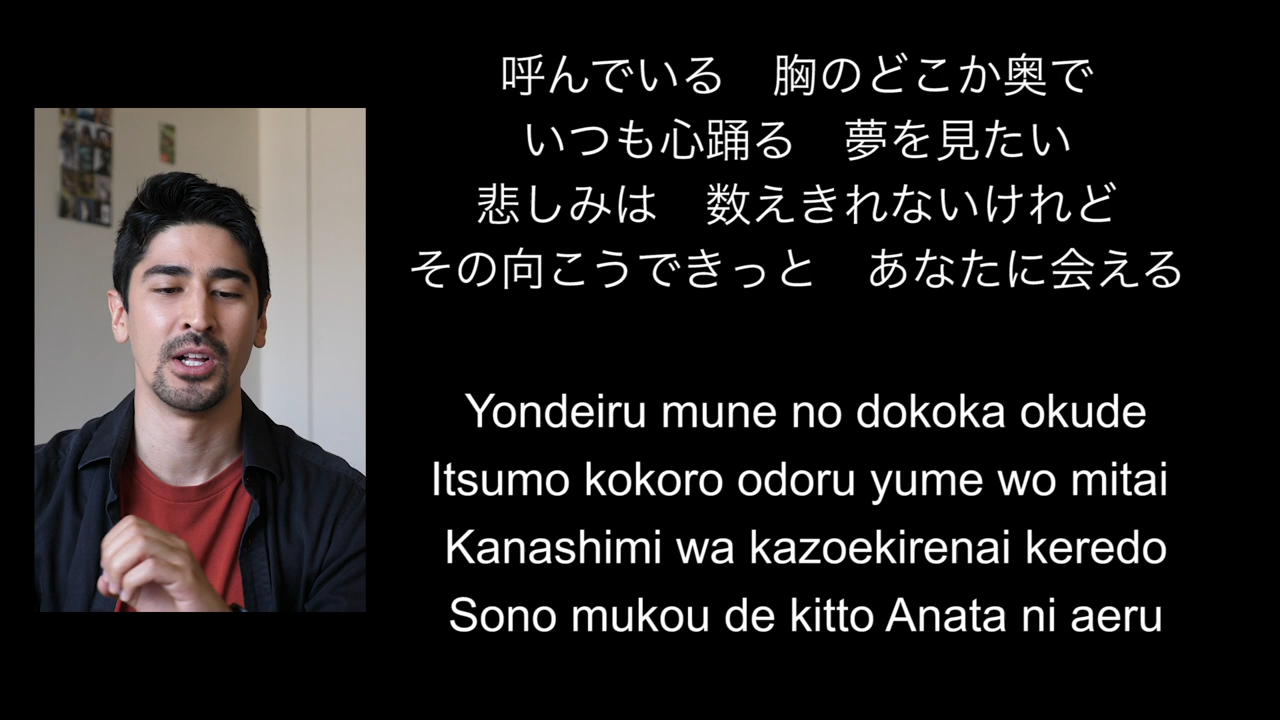 呼んでいる　胸のどこか奥で
いつも心踊る　夢を見たい
悲しみは　数えきれないけれど
その向こうできっと　あなたに会える
Yondeiru mune no dokoka okude
Itsumo kokoro odoru yume wo mitai
Kanashimi wa kazoekirenai keredo
Sono mukou de kitto Anata ni aeru